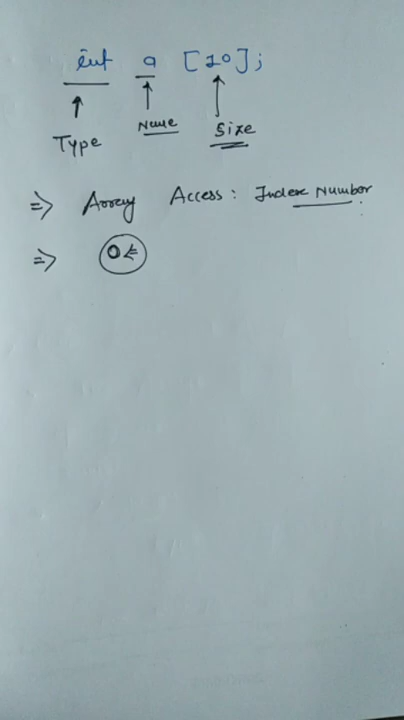 int a [10];
Type Name Size
=> Array Access: Index Number
=> 0